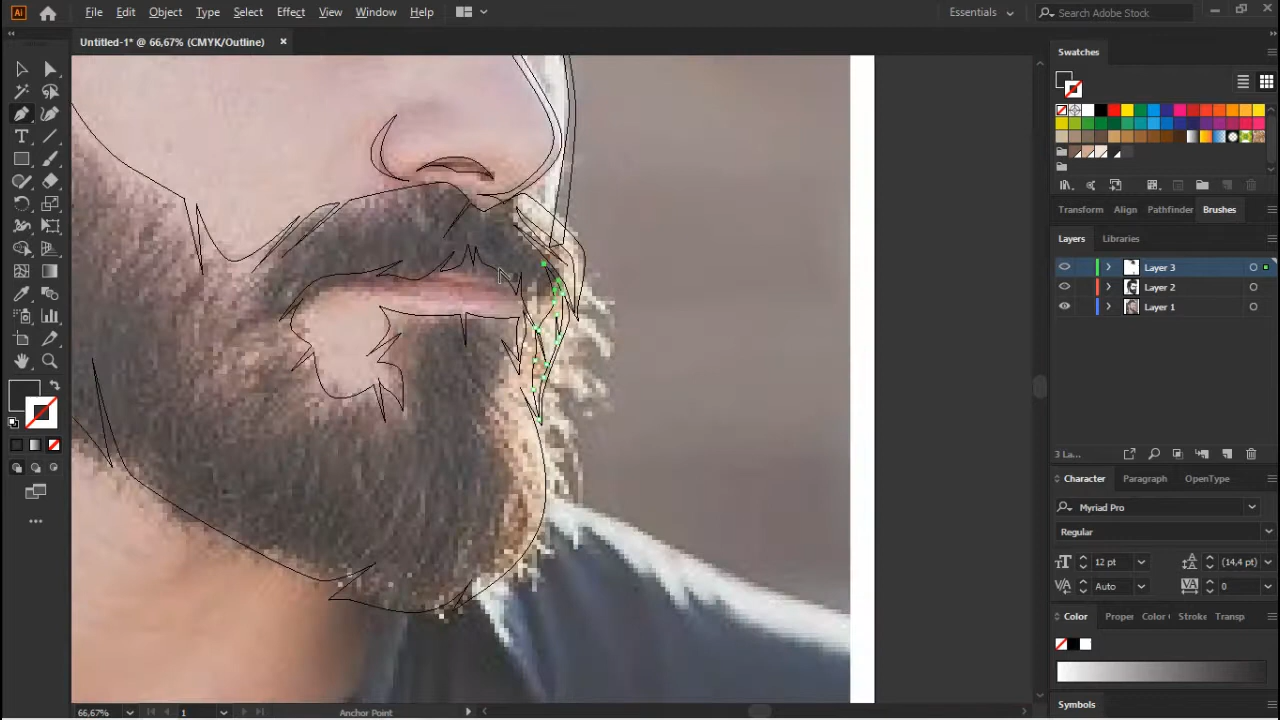 Ai
File Edit Object Type Select Effect View Window Help
Essentials
Search Adobe Stock
Untitled-1* @ 66,67% (CMYK/Outline)
Swatches
Transform Align Pathfinder Brushes
Layers Libraries
Layer 3
Layer 2
Layer 1
3 La...
Character Paragraph OpenType
Myriad Pro
Regular
12 pt (14,4 pt)
Auto 0
Color Proper Color Stroke Transp
Symbols
66,67% 1 Anchor Point